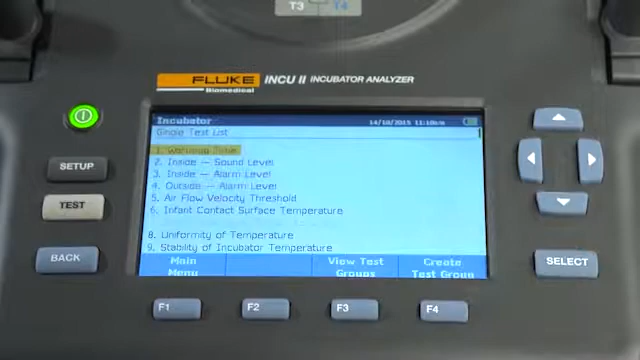 T3 T4
FLUKE INCU II INCUBATOR ANALYZER
Biomedical
Incubator 14/10/2015
Single Test List
1. Warmup Time
2. Inside — Sound Level
3. Inside — Alarm Level
4. Outside — Alarm Level
5. Air Flow Velocity Threshold
6. Infant Contact Surface Temperature
8. Uniformity of Temperature
9. Stability of Incubator Temperature
Main Menu
View Test Groups
Create Test Group
SETUP
TEST
BACK
SELECT
F1 F2 F3 F4